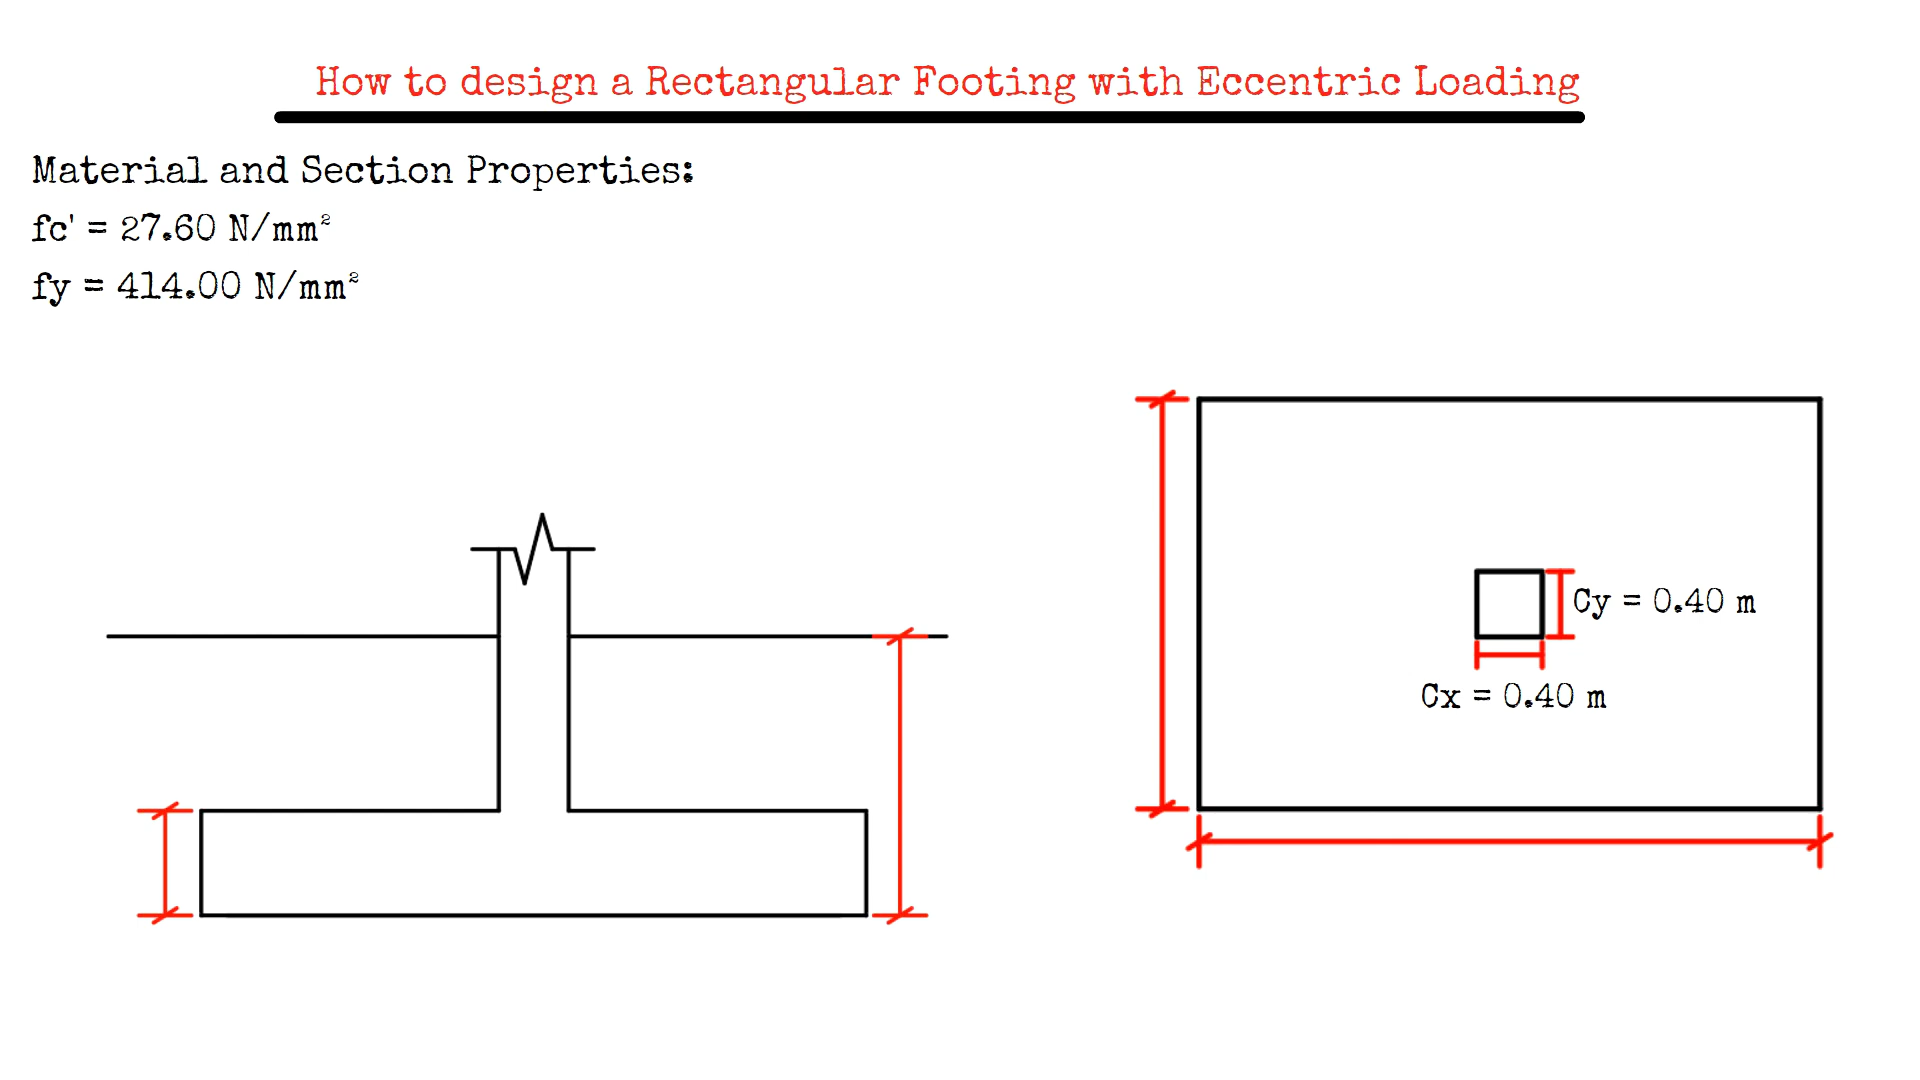 How to design a Rectangular Footing with Eccentric Loading
Material and Section Properties:
fc' = 27.60 N/mm²
fy = 414.00 N/mm²
Cy = 0.40 m
Cx = 0.40 m